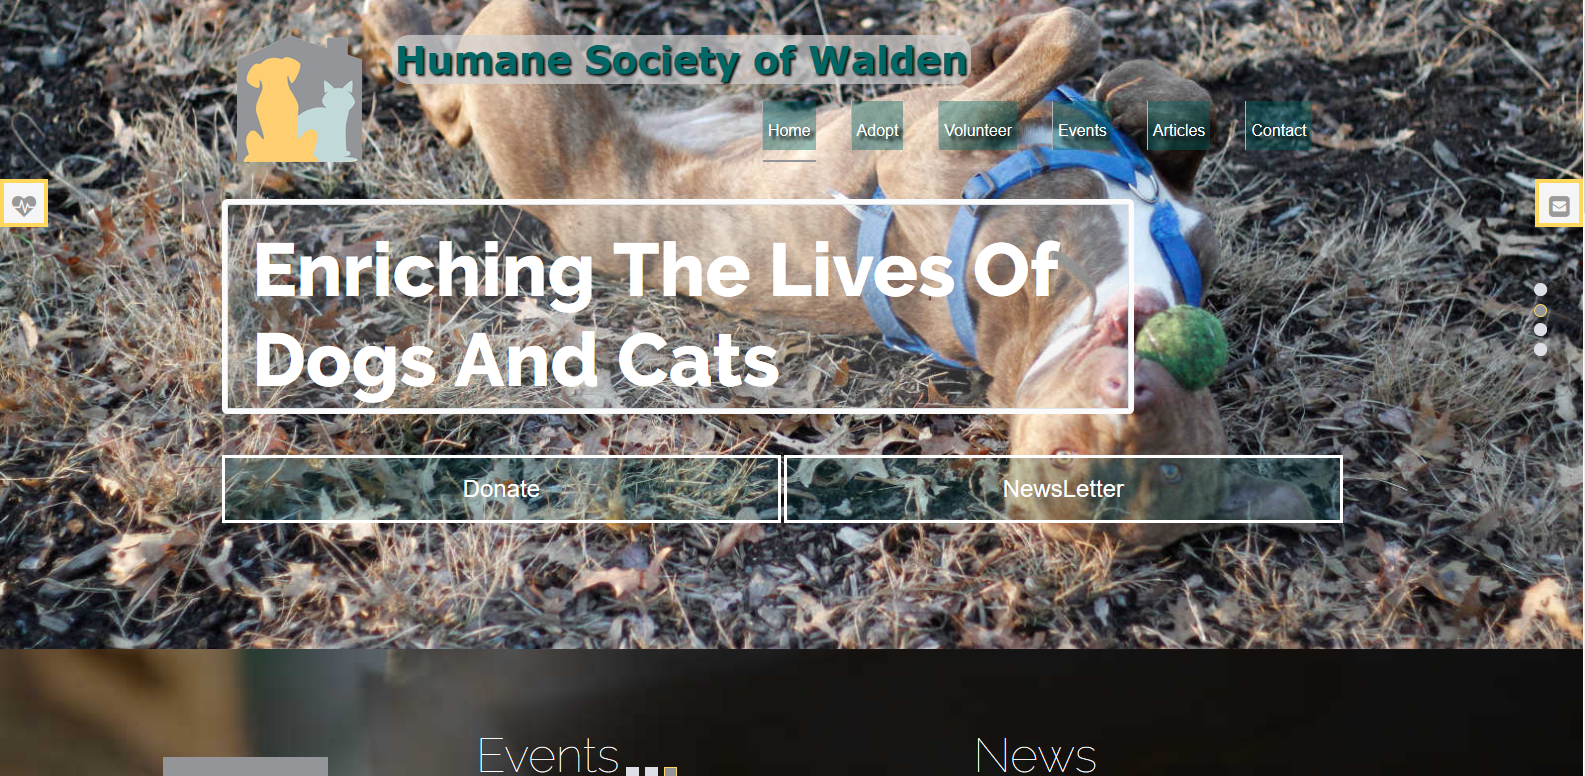 Humane Society of Walden
Home Adopt Volunteer Events Articles Contact
Enriching The Lives Of
Dogs And Cats
Donate NewsLetter
Events News